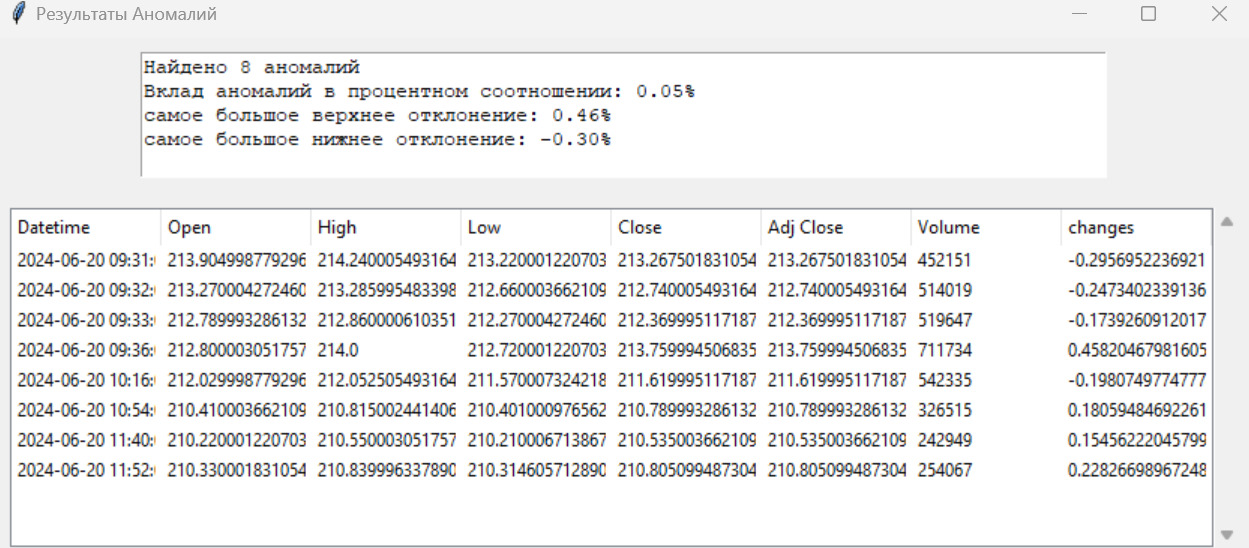 Результаты Аномалий
Найдено 8 аномалий
Вклад аномалий в процентном соотношении: 0.05%
самое большое верхнее отклонение: 0.46%
самое большое нижнее отклонение: -0.30%
Datetime Open High Low Close Adj Close Volume changes
2024-06-20 09:31: 213.904998779296 214.240005493164 213.220001220703 213.267501831054 213.267501831054 452151 -0.2956952236921
2024-06-20 09:32: 213.270004272460 213.285995483398 212.660003662109 212.740005493164 212.740005493164 514019 -0.2473402339136
2024-06-20 09:33: 212.789993286132 212.860000610351 212.270004272460 212.369995117187 212.369995117187 519647 -0.1739260912017
2024-06-20 09:36: 212.800003051757 214.0 212.720001220703 213.759994506835 213.759994506835 711734 0.45820467981605
2024-06-20 10:16: 212.029998779296 212.052505493164 211.570007324218 211.619995117187 211.619995117187 542335 -0.1980749774777
2024-06-20 10:54: 210.410003662109 210.815002441406 210.401000976562 210.789993286132 210.789993286132 326515 0.18059484692261
2024-06-20 11:40: 210.220001220703 210.550003051757 210.210006713867 210.535003662109 210.535003662109 242949 0.15456222045799
2024-06-20 11:52: 210.330001831054 210.839996337890 210.314605712890 210.805099487304 210.805099487304 254067 0.22826698967248